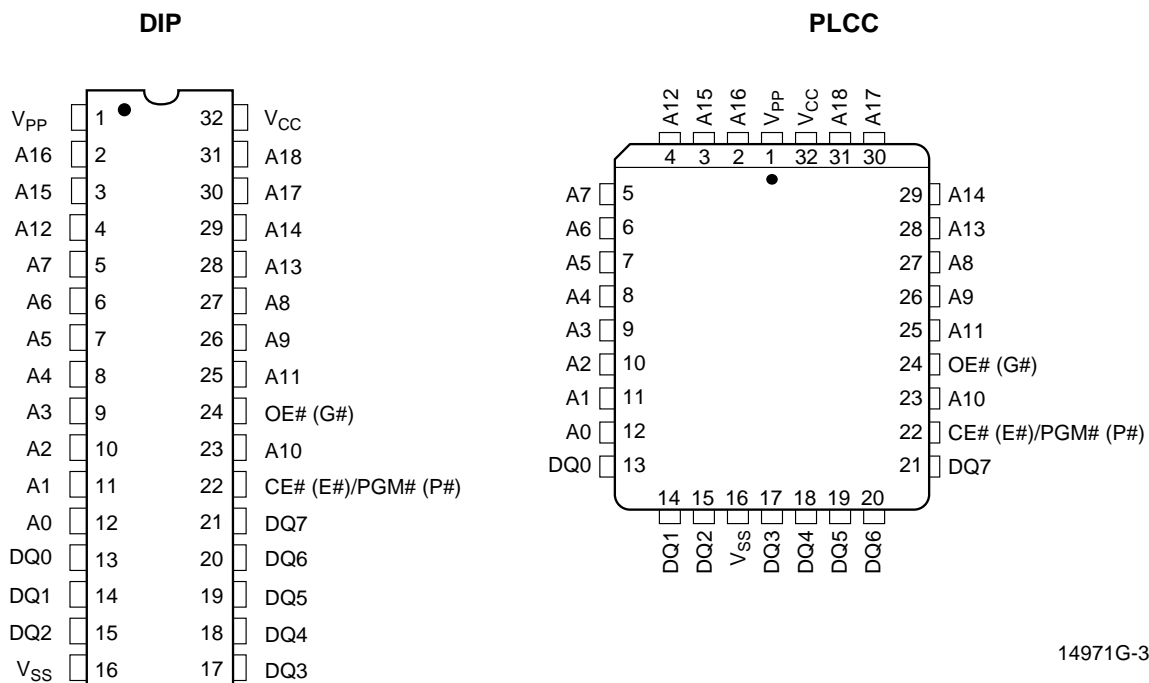 DIP
V_PP 1 32 V_CC
A16 2 31 A18
A15 3 30 A17
A12 4 29 A14
A7 5 28 A13
A6 6 27 A8
A5 7 26 A9
A4 8 25 A11
A3 9 24 OE# (G#)
A2 10 23 A10
A1 11 22 CE# (E#)/PGM# (P#)
A0 12 21 DQ7
DQ0 13 20 DQ6
DQ1 14 19 DQ5
DQ2 15 18 DQ4
V_SS 16 17 DQ3
PLCC
A12 A15 A16 V_PP V_CC A18 A17
4 3 2 1 32 31 30
A7 5 29 A14
A6 6 28 A13
A5 7 27 A8
A4 8 26 A9
A3 9 25 A11
A2 10 24 OE# (G#)
A1 11 23 A10
A0 12 22 CE# (E#)/PGM# (P#)
DQ0 13 21 DQ7
14 15 16 17 18 19 20
DQ1 DQ2 V_SS DQ3 DQ4 DQ5 DQ6
14971G-3